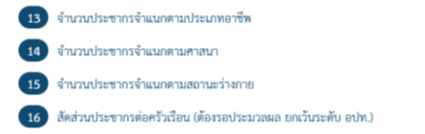 13 จำนวนประชากรจำแนกตามประเภทอาชีพ
14 จำนวนประชากรจำแนกตามศาสนา
15 จำนวนประชากรจำแนกตามสถานะร่างกาย
16 สัดส่วนประชากรต่อครัวเรือน (ต้องรอประมวลผล ยกเว้นระดับ อปท.)